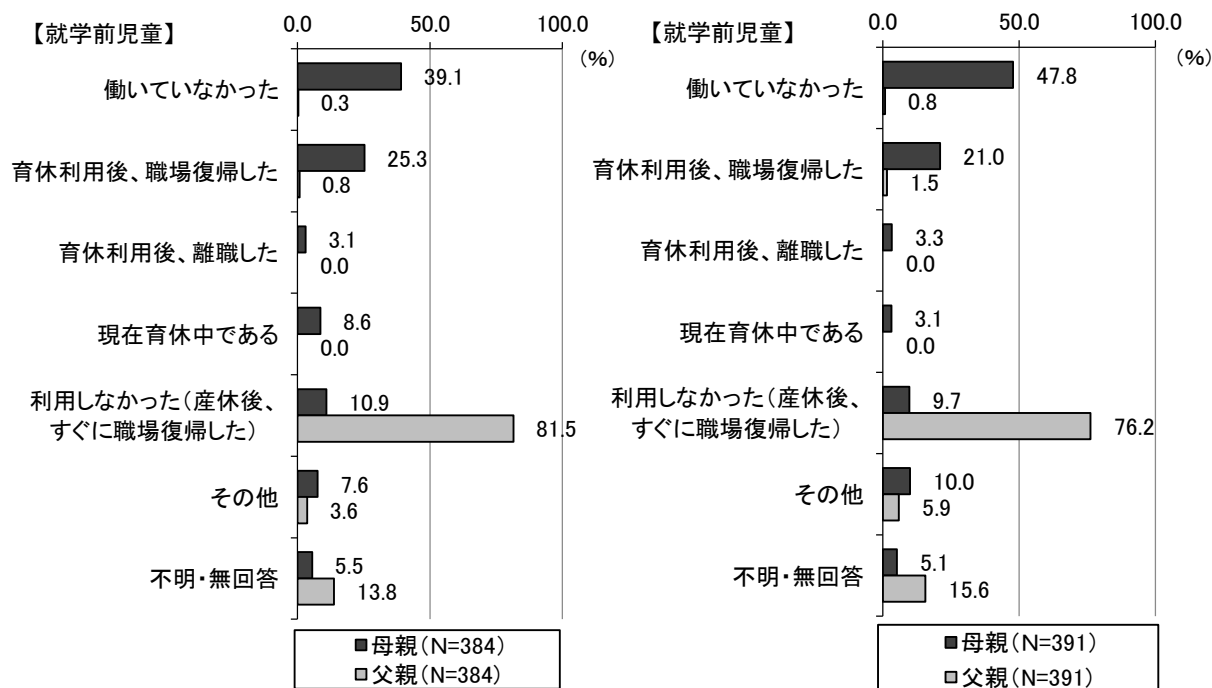 【就学前児童】
0.0 50.0 100.0
(%)
働いていなかった
39.1
0.3
育休利用後、職場復帰した
25.3
0.8
育休利用後、離職した
3.1
0.0
現在育休中である
8.6
0.0
利用しなかった(産休後、
すぐに職場復帰した)
10.9
81.5
その他
7.6
3.6
不明・無回答
5.5
13.8
母親(N=384)
父親(N=384)
【就学前児童】
0.0 50.0 100.0
(%)
働いていなかった
47.8
0.8
育休利用後、職場復帰した
21.0
1.5
育休利用後、離職した
3.3
0.0
現在育休中である
3.1
0.0
利用しなかった(産休後、
すぐに職場復帰した)
9.7
76.2
その他
10.0
5.9
不明・無回答
5.1
15.6
母親(N=391)
父親(N=391)